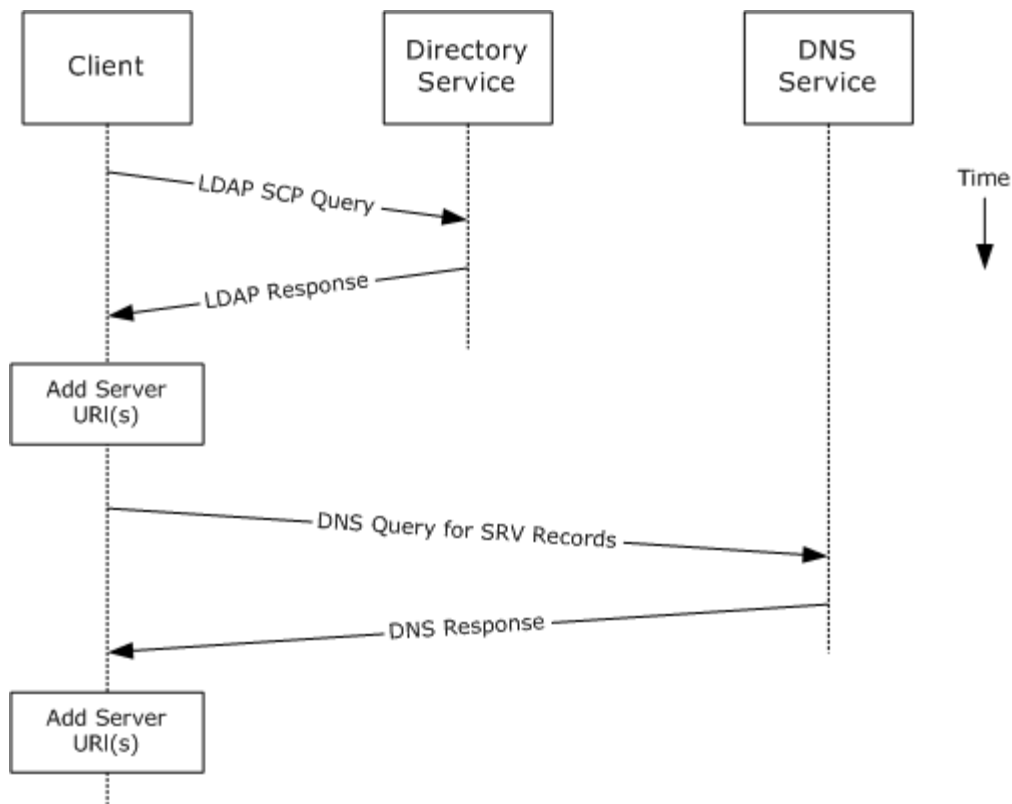 Client
Directory
Service
DNS
Service
LDAP SCP Query
Time
LDAP Response
Add Server
URI(s)
DNS Query for SRV Records
DNS Response
Add Server
URI(s)